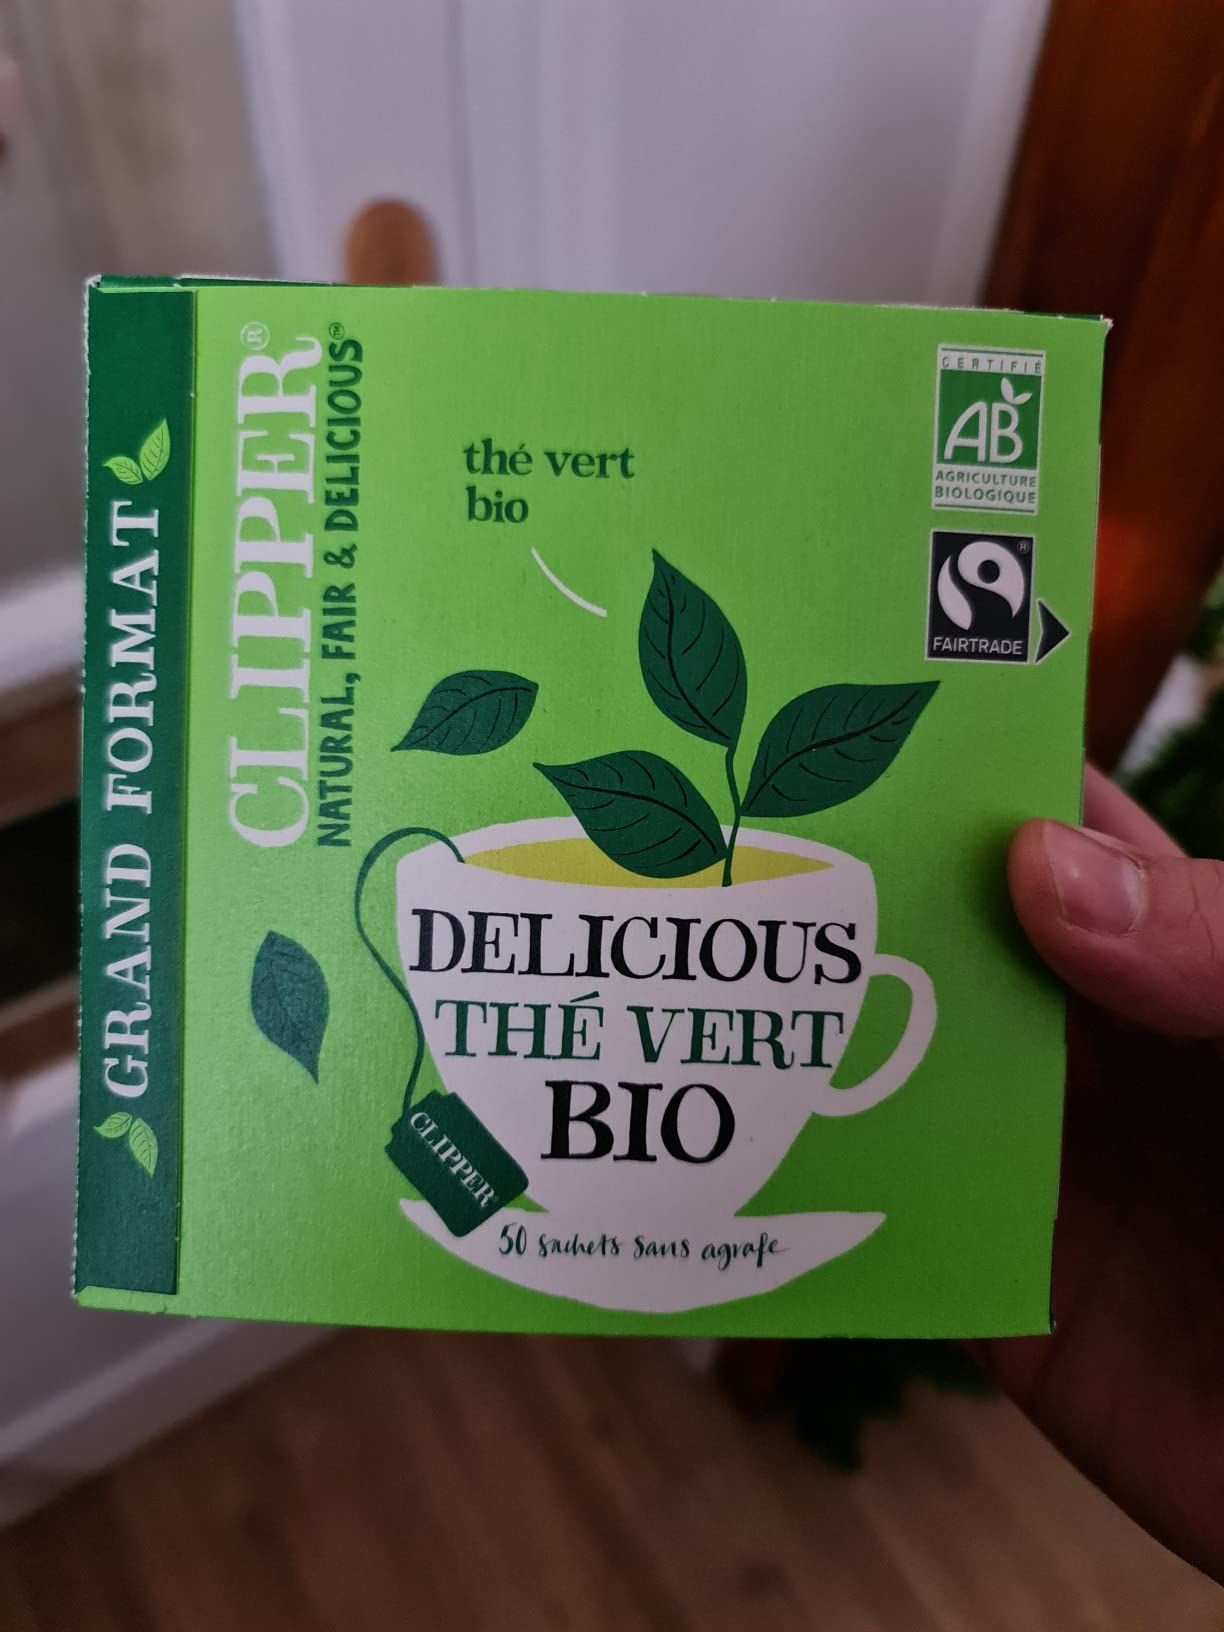 GRAND FORMAT
CLIPPER®
NATURAL, FAIR & DELICIOUS™
thé vert
bio
CERTIFIÉ
AB
AGRICULTURE
BIOLOGIQUE
®
FAIRTRADE
DELICIOUS
THÉ VERT
BIO
CLIPPER®
50 sachets sans agrafe